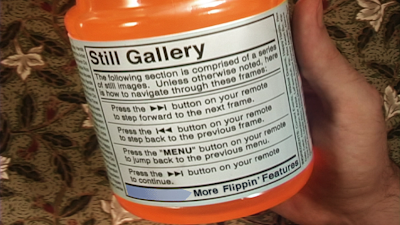 Still Gallery
The following section is comprised of a series
of still images. Unless otherwise noted, here
is how to navigate through these frames:
Press the ▶▶| button on your remote
to step forward to the next frame.
Press the |◀◀ button on your remote
to step back to the previous frame.
Press the "MENU" button on your remote
to jump back to the previous menu.
Press the ▶▶| button on your remote
to continue.
More Flippin' Features